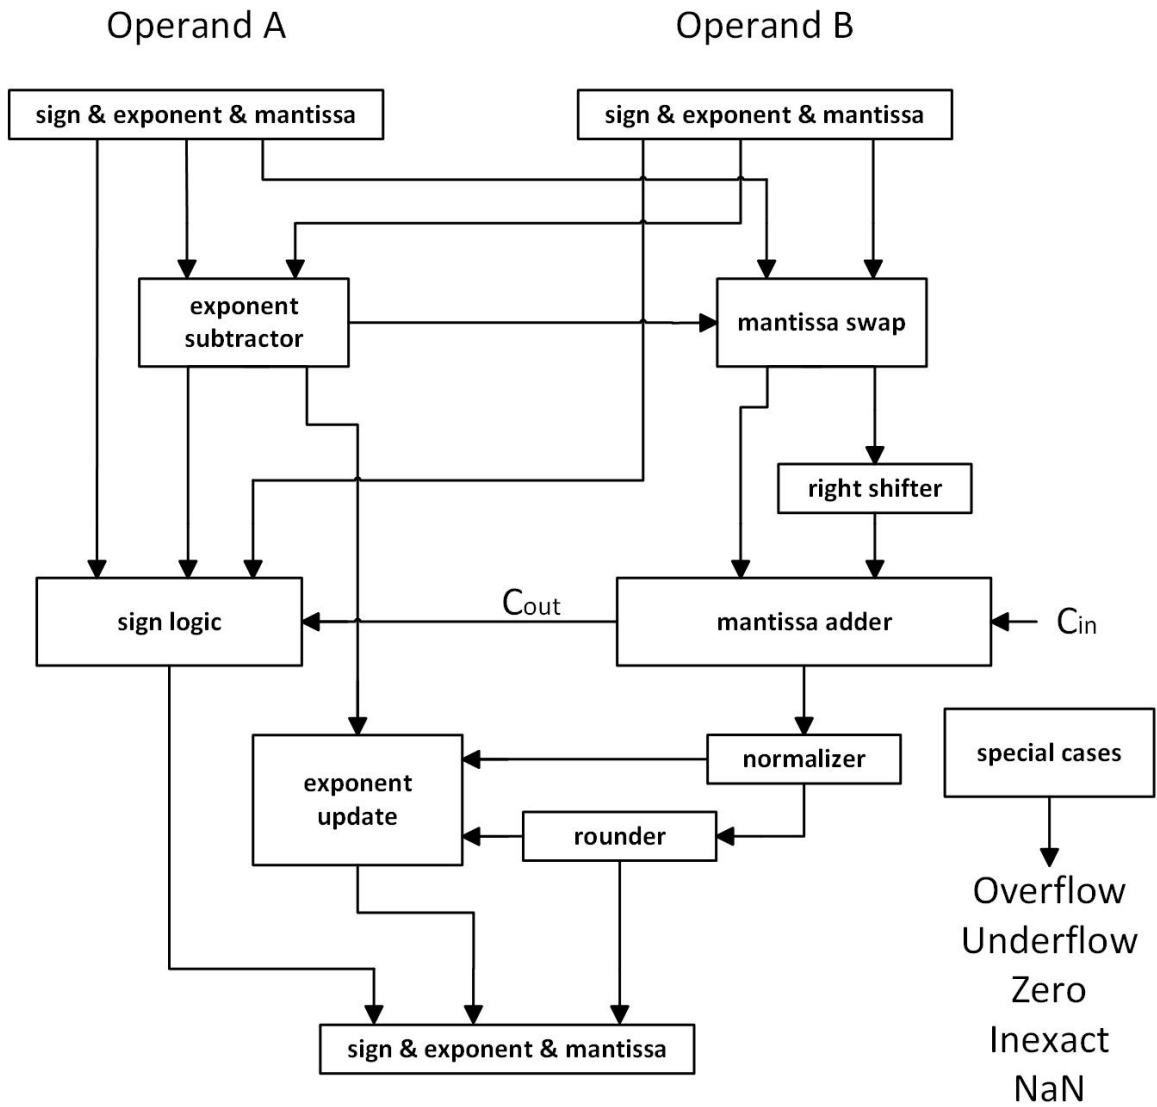 Operand A
Operand B
sign & exponent & mantissa
sign & exponent & mantissa
exponent
subtractor
mantissa swap
right shifter
sign logic
Cout
mantissa adder
Cin
exponent
update
normalizer
special cases
rounder
Overflow
Underflow
Zero
Inexact
NaN
sign & exponent & mantissa